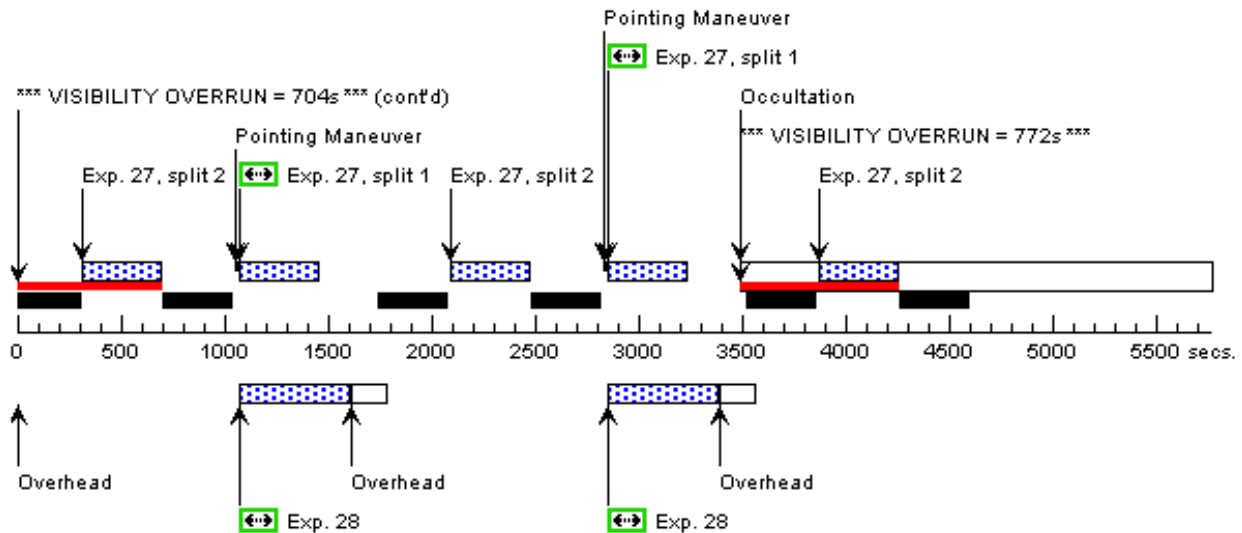 Pointing Maneuver
Exp. 27, split 1
*** VISIBILITY OVERRUN = 704s *** (cont'd)
Occultation
Pointing Maneuver
*** VISIBILITY OVERRUN = 772s ***
Exp. 27, split 2
Exp. 27, split 1
Exp. 27, split 2
Exp. 27, split 2
0 500 1000 1500 2000 2500 3000 3500 4000 4500 5000 5500 secs.
Overhead
Overhead
Overhead
Exp. 28
Exp. 28